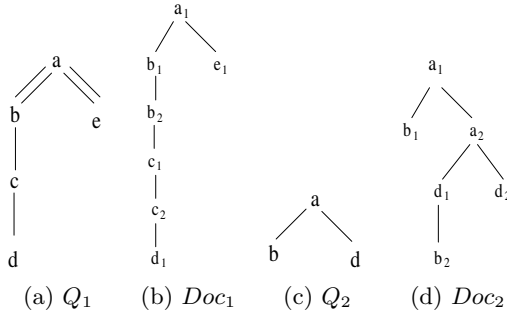 a
b
e
c
d
(a) Q₁
a₁
b₁
e₁
b₂
c₁
c₂
d₁
(b) Doc₁
a
b
d
(c) Q₂
a₁
b₁
a₂
d₁
d₂
b₂
(d) Doc₂